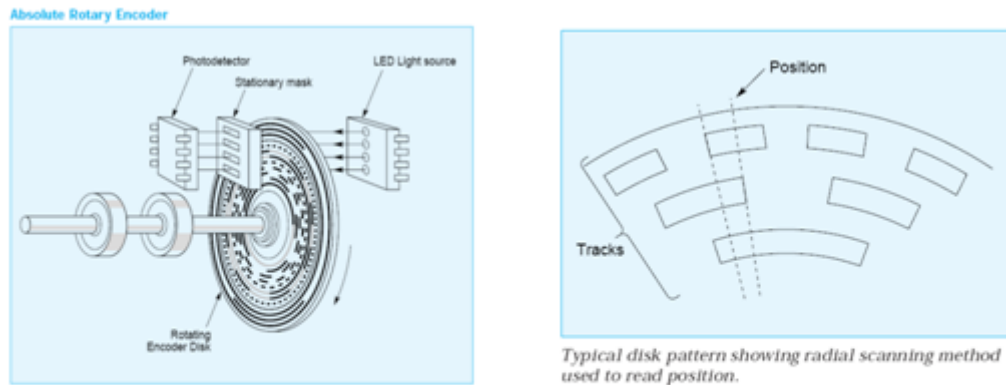 Absolute Rotary Encoder
Photodetector
LED Light source
Stationary mask
Rotating
Encoder Disk
Position
Tracks
Typical disk pattern showing radial scanning method
used to read position.